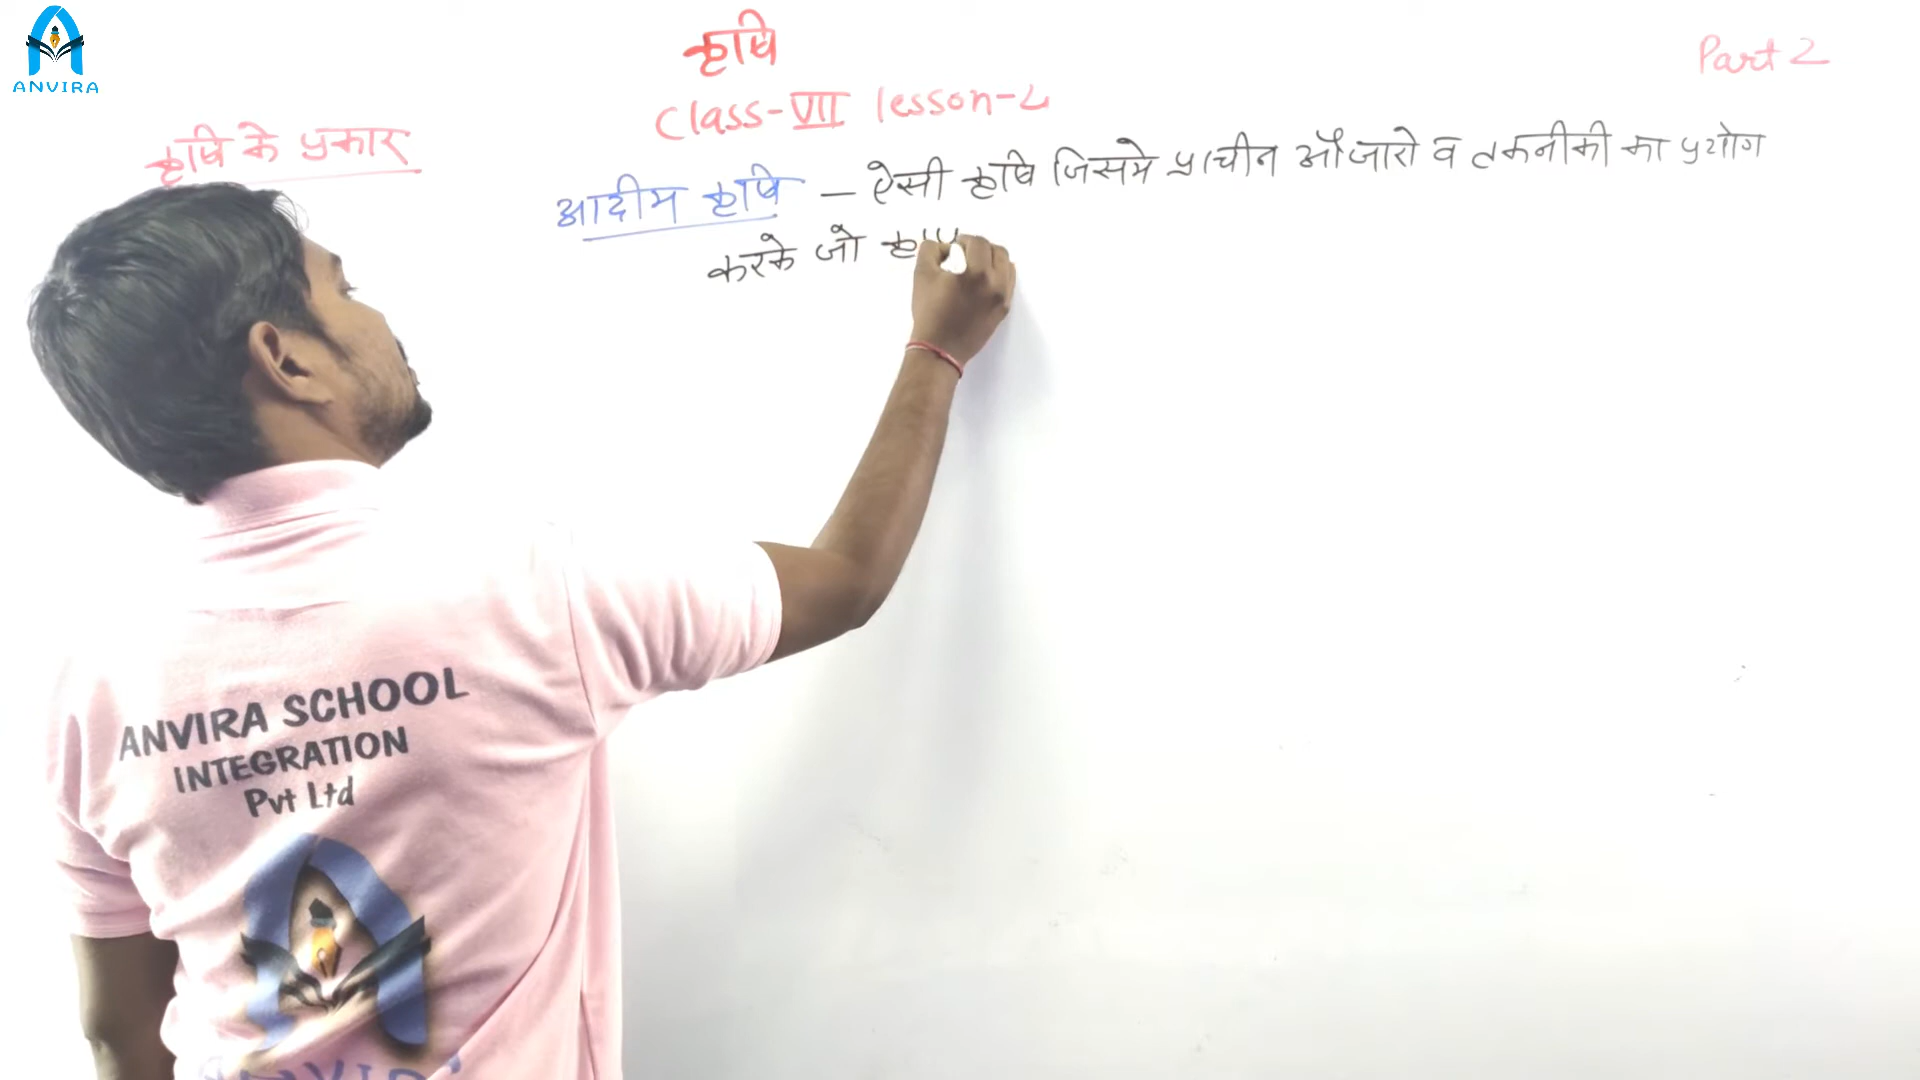 ANVIRA
कृषि
Part 2
Class-VII lesson-4
कृषि के प्रकार
आदीम कृषि – ऐसी कृषि जिसमे प्राचीन औजारो व तकनीकी का प्रयोग
करके जो
ANVIRA SCHOOL
INTEGRATION
Pvt Ltd